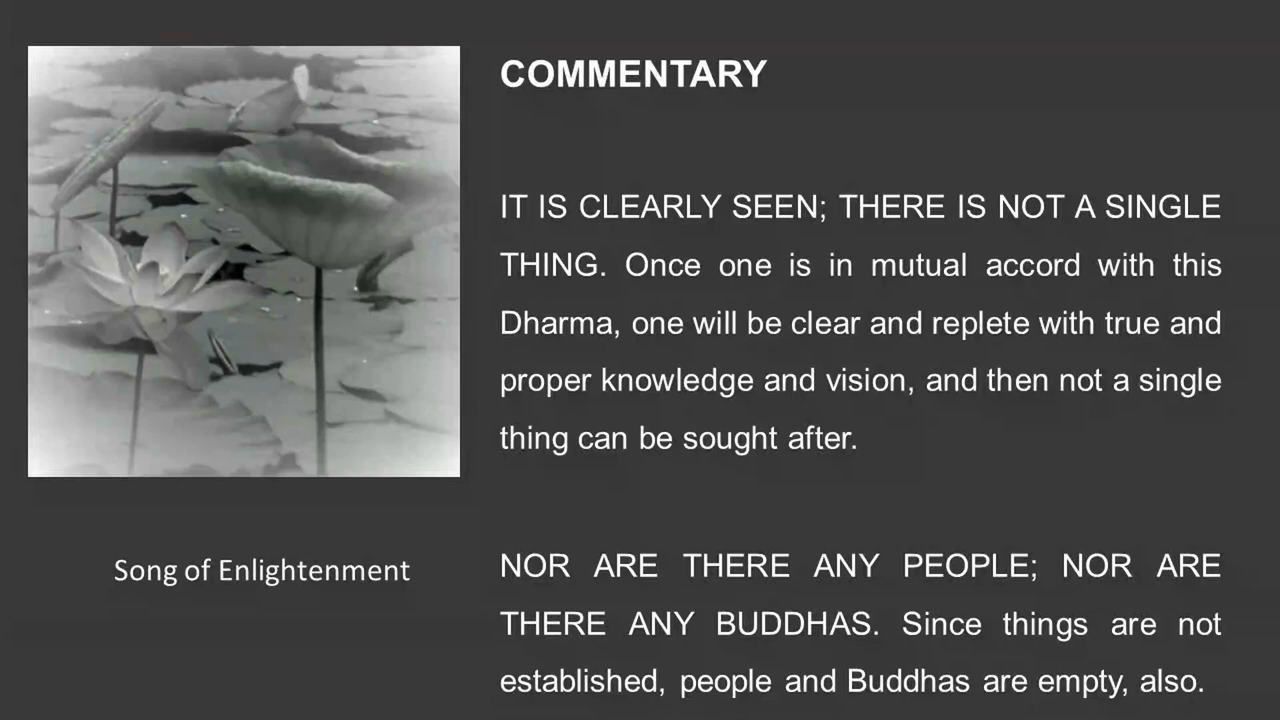 COMMENTARY
IT IS CLEARLY SEEN; THERE IS NOT A SINGLE
THING. Once one is in mutual accord with this
Dharma, one will be clear and replete with true and
proper knowledge and vision, and then not a single
thing can be sought after.
NOR ARE THERE ANY PEOPLE; NOR ARE
THERE ANY BUDDHAS. Since things are not
established, people and Buddhas are empty, also.
Song of Enlightenment